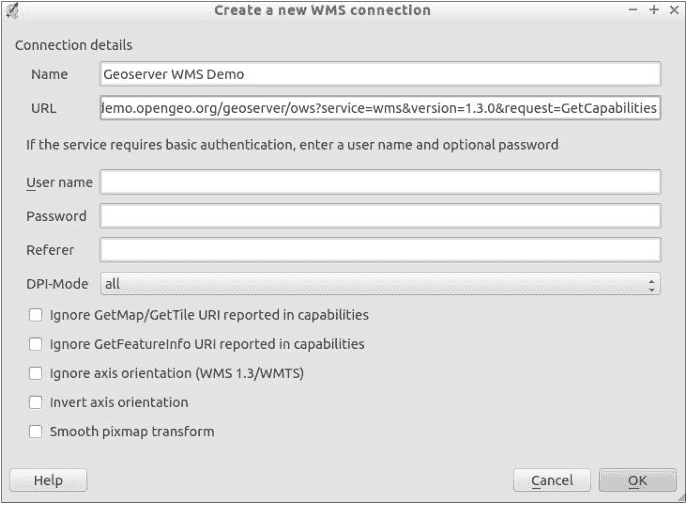 Create a new WMS connection
Connection details
Name Geoserver WMS Demo
URL demo.opengeo.org/geoserver/ows?service=wms&version=1.3.0&request=GetCapabilities
If the service requires basic authentication, enter a user name and optional password
User name
Password
Referer
DPI-Mode all
Ignore GetMap/GetTile URI reported in capabilities
Ignore GetFeatureInfo URI reported in capabilities
Ignore axis orientation (WMS 1.3/WMTS)
Invert axis orientation
Smooth pixmap transform
Help Cancel OK